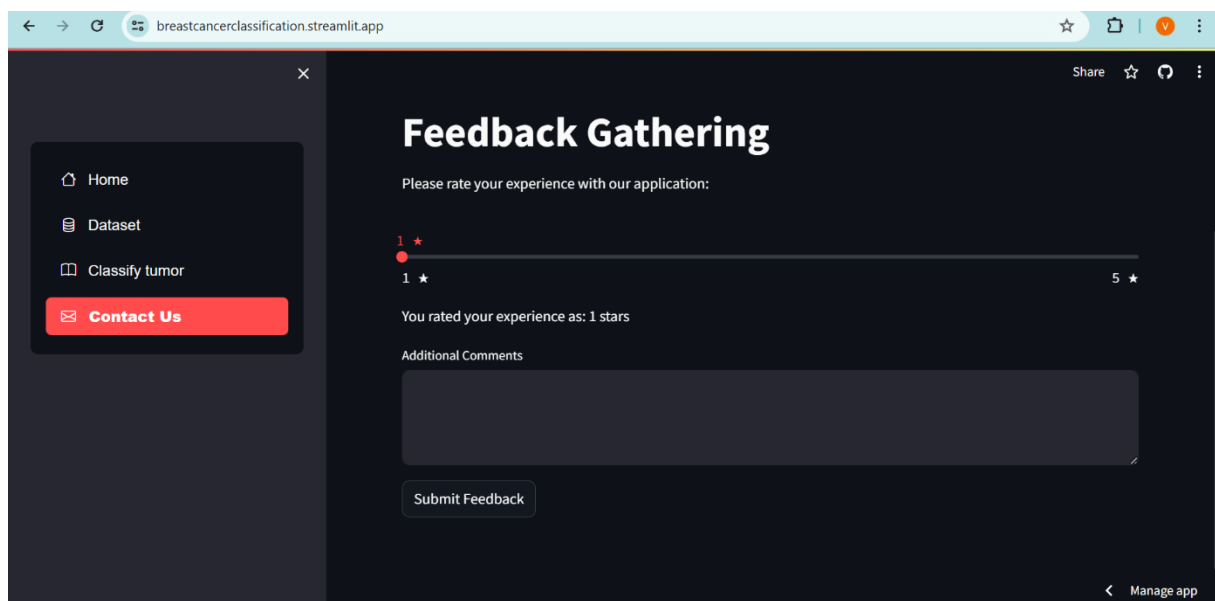 breastcancerclassification.streamlit.app
V
Share
Home
Dataset
Classify tumor
Contact Us
Feedback Gathering
Please rate your experience with our application:
1 ★
1 ★ 5 ★
You rated your experience as: 1 stars
Additional Comments
Submit Feedback
Manage app